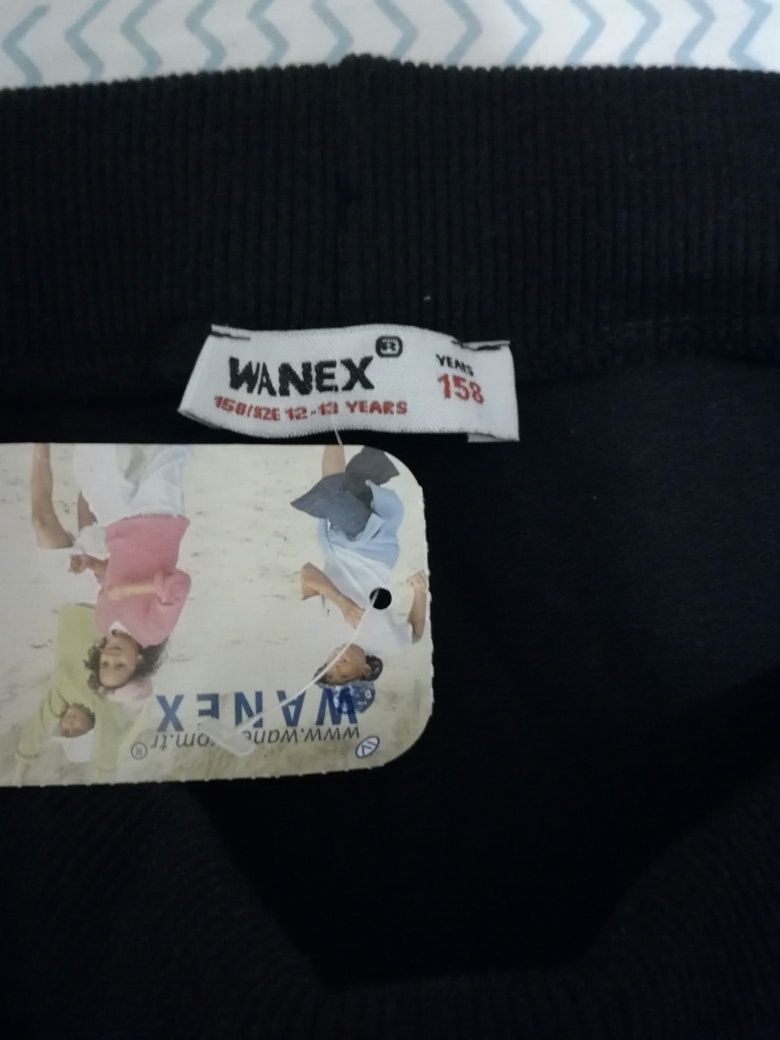 WANEX
YEARS
158
158/SIZE 12-13 YEARS
WANEX
www.wanex.com.tr
®